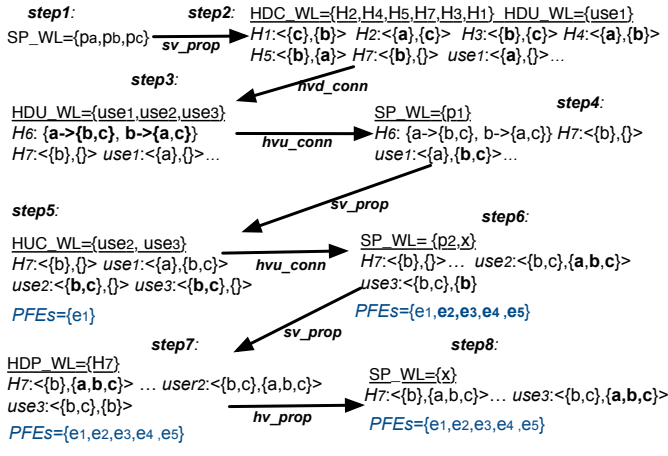 step1:
SP_WL={pa,pb,pc}
sv_prop
step2: HDC_WL={H2,H4,H5,H7,H3,H1} HDU_WL={use1}
H1:<{c},{b}> H2:<{a},{c}> H3:<{b},{c}> H4:<{a},{b}>
H5:<{b},{a}> H7:<{b},{}> use1:<{a},{}>...
hvd_conn
step3:
HDU_WL={use1,use2,use3}
H6: {a->{b,c}, b->{a,c}}
H7:<{b},{}> use1:<{a},{}>...
hvu_conn
step4:
SP_WL={p1}
H6: {a->{b,c}, b->{a,c}} H7:<{b},{}>
use1:<{a},{b,c}>...
sv_prop
step5:
HUC_WL={use2, use3}
H7:<{b},{}> use1:<{a},{b,c}>
use2:<{b,c},{}> use3:<{b,c},{}>
PFEs={e1}
hvu_conn
step6:
SP_WL= {p2,x}
H7:<{b},{}>... use2:<{b,c},{a,b,c}>
use3:<{b,c},{b}
PFEs={e1,e2,e3,e4 ,e5}
sv_prop
step7:
HDP_WL={H7}
H7:<{b},{a,b,c}> ... user2:<{b,c},{a,b,c}>
use3:<{b,c},{b}>
PFEs={e1,e2,e3,e4 ,e5}
hv_prop
step8:
SP_WL={x}
H7:<{b},{a,b,c}>... use3:<{b,c},{a,b,c}>
PFEs={e1,e2,e3,e4 ,e5}